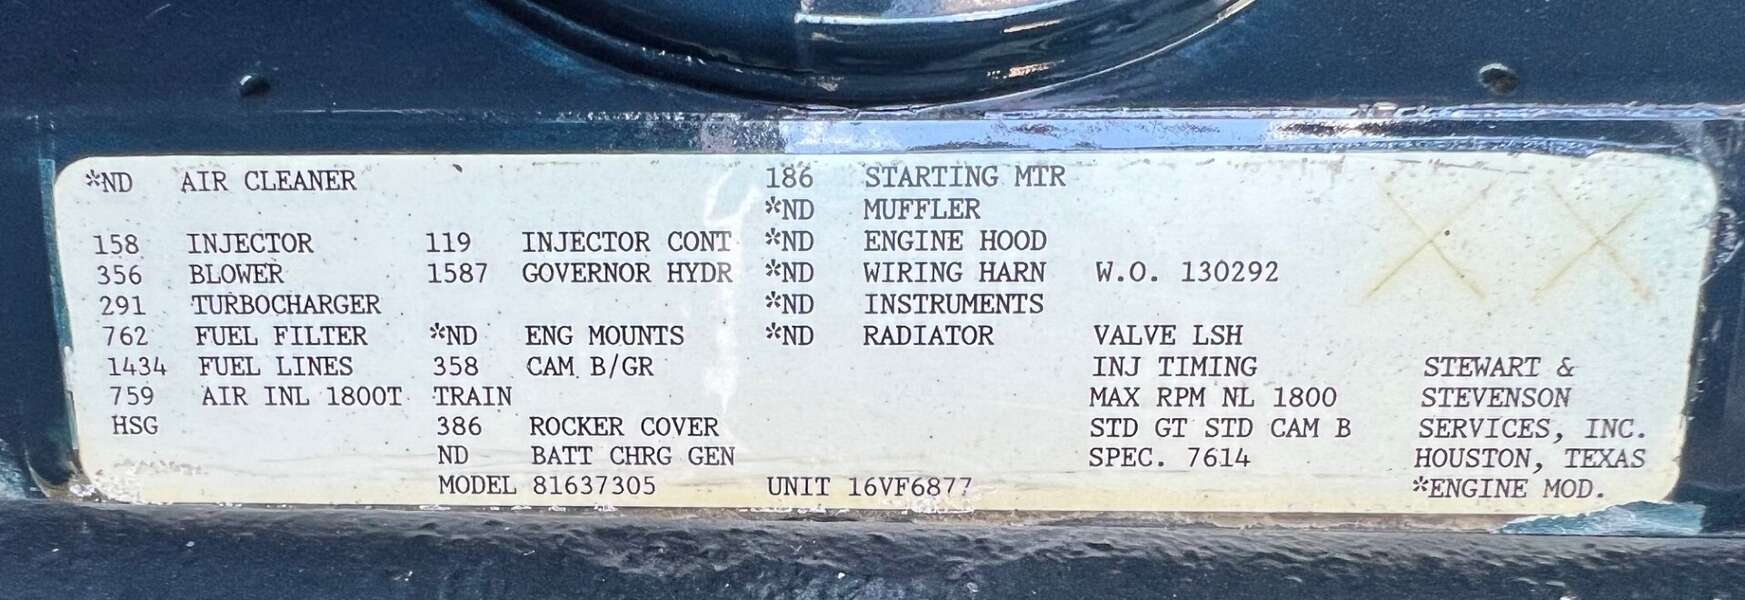 *ND AIR CLEANER 186 STARTING MTR
*ND MUFFLER
158 INJECTOR 119 INJECTOR CONT *ND ENGINE HOOD
356 BLOWER 1587 GOVERNOR HYDR *ND WIRING HARN W.O. 130292
291 TURBOCHARGER *ND INSTRUMENTS
762 FUEL FILTER *ND ENG MOUNTS *ND RADIATOR VALVE LSH
1434 FUEL LINES 358 CAM B/GR INJ TIMING STEWART &
759 AIR INL 1800T TRAIN MAX RPM NL 1800 STEVENSON
HSG 386 ROCKER COVER STD GT STD CAM B SERVICES, INC.
ND BATT CHRG GEN SPEC. 7614 HOUSTON, TEXAS
MODEL 81637305 UNIT 16VF6877 *ENGINE MOD.